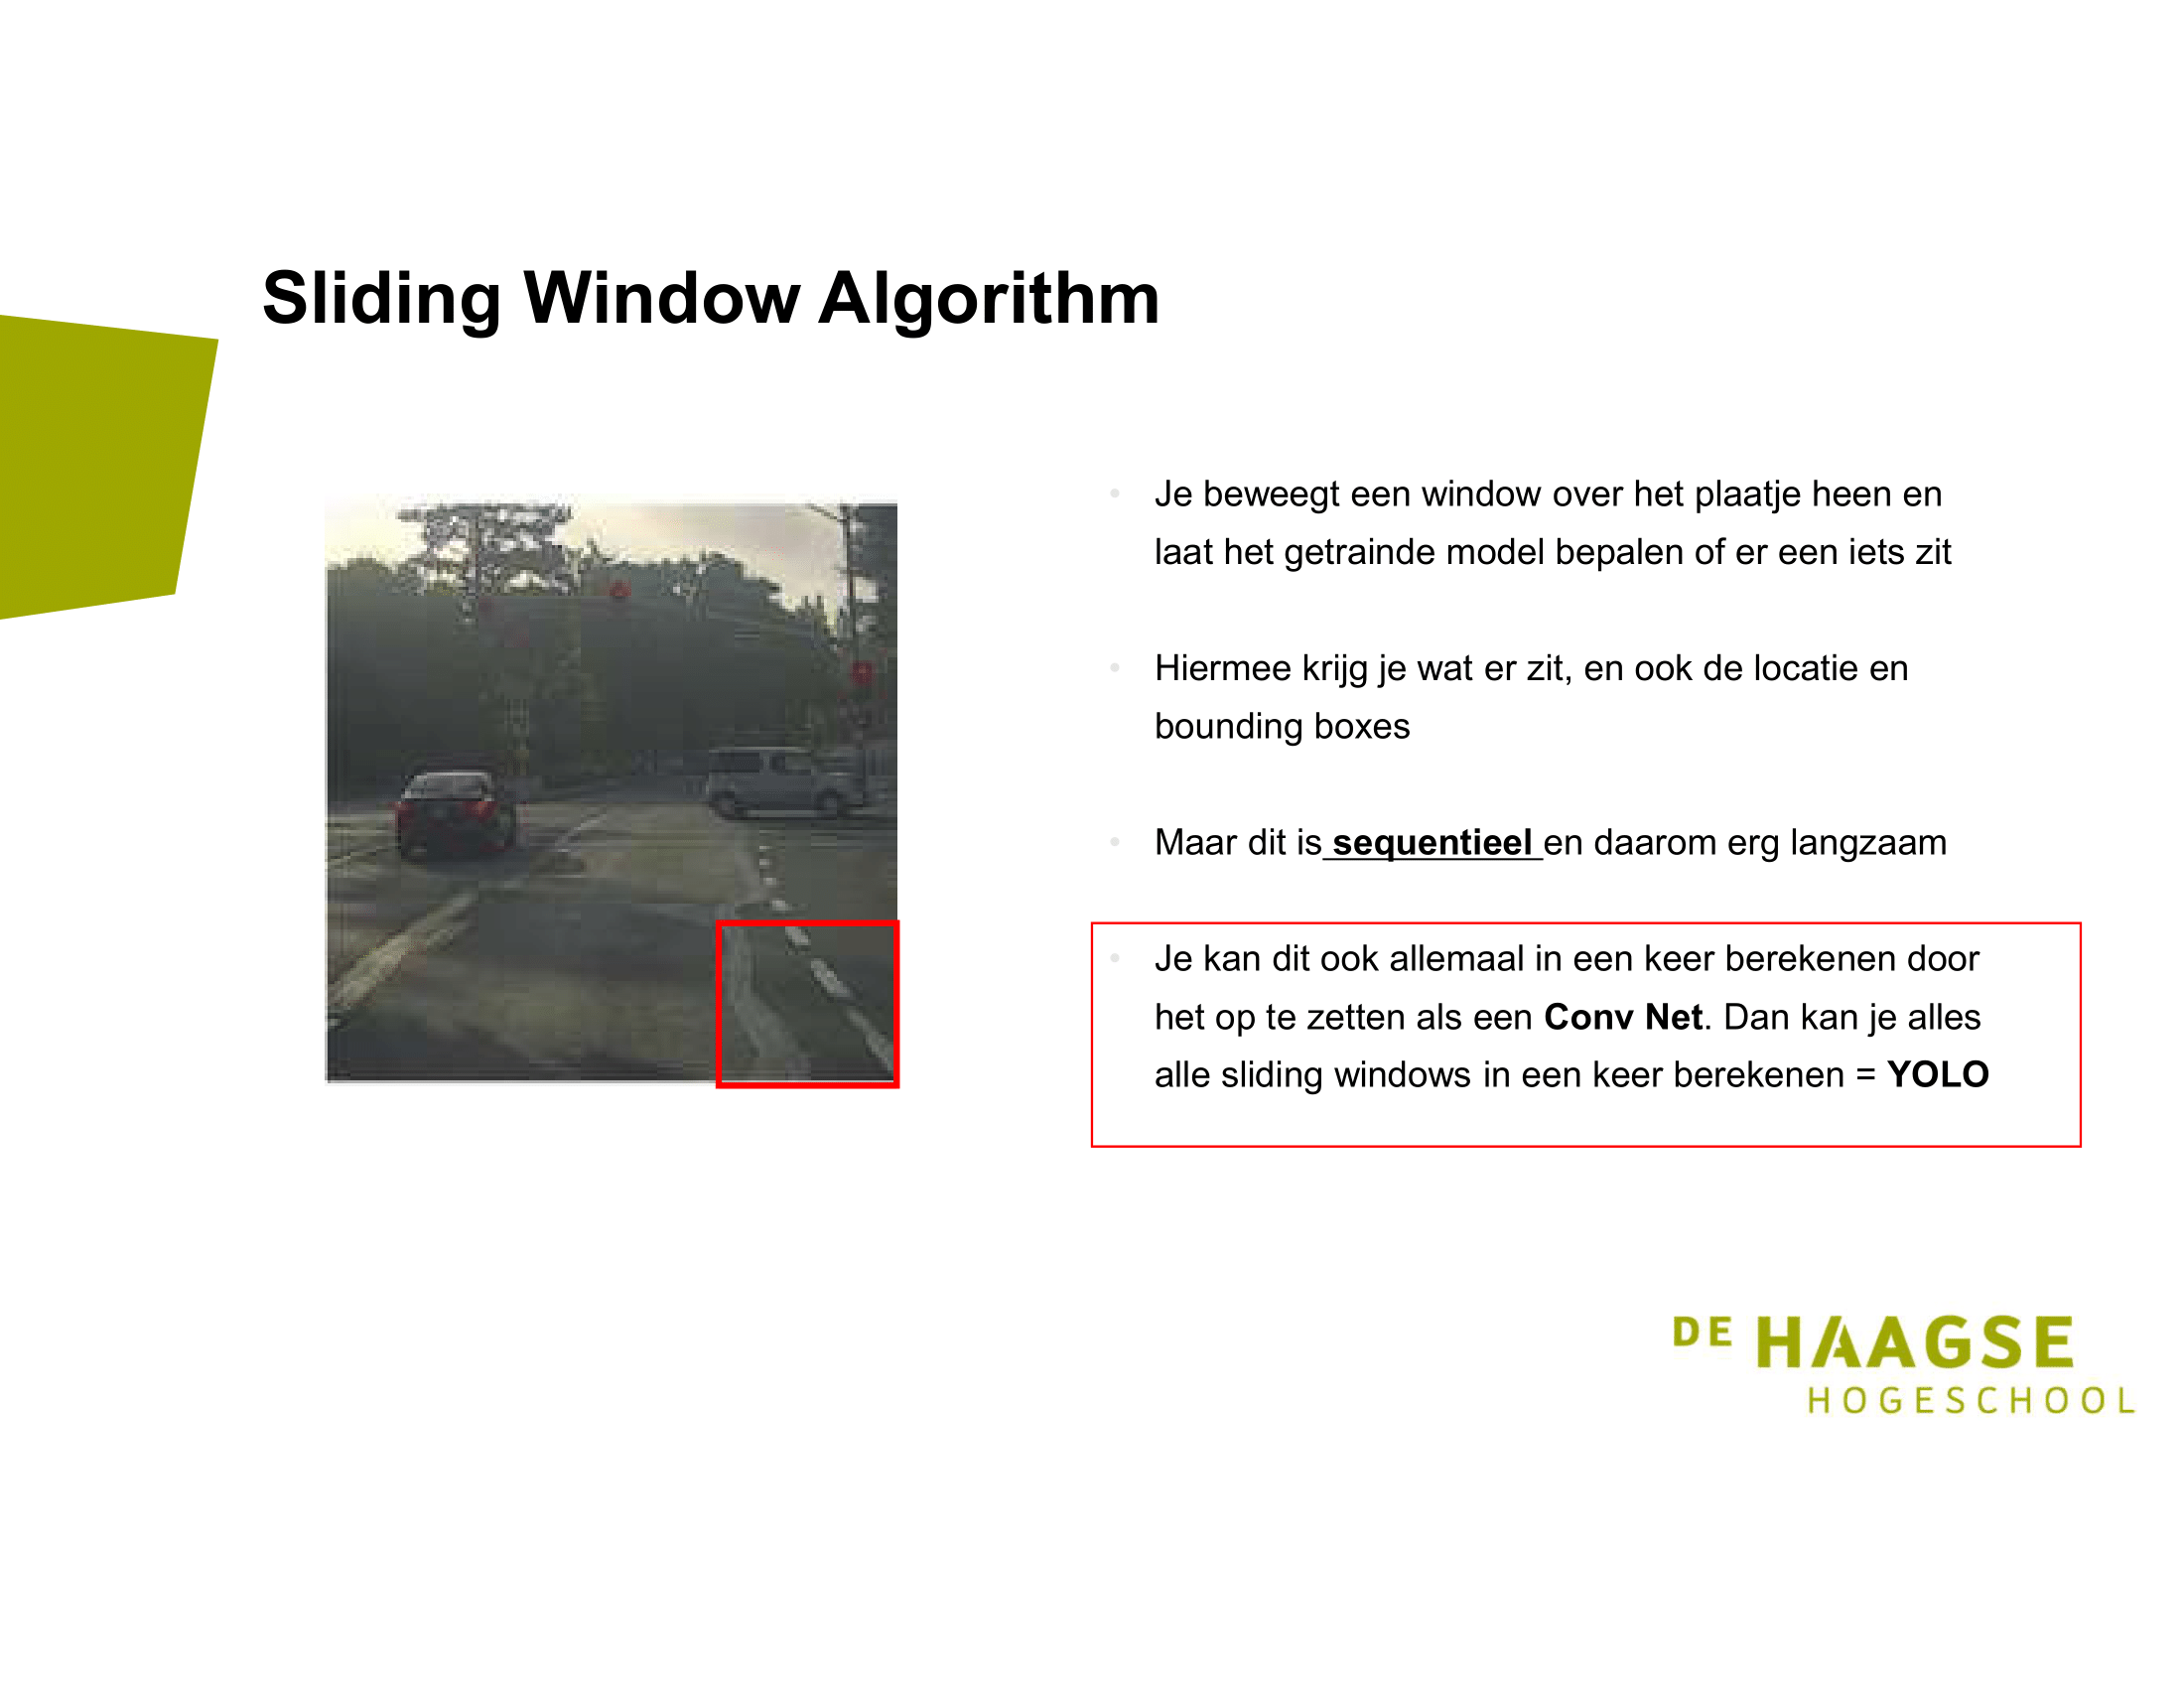 Sliding Window Algorithm
• Je beweegt een window over het plaatje heen en
laat het getrainde model bepalen of er een iets zit
• Hiermee krijg je wat er zit, en ook de locatie en
bounding boxes
• Maar dit is sequentieel en daarom erg langzaam
• Je kan dit ook allemaal in een keer berekenen door
het op te zetten als een Conv Net. Dan kan je alles
alle sliding windows in een keer berekenen = YOLO
DE HAAGSE
HOGESCHOOL